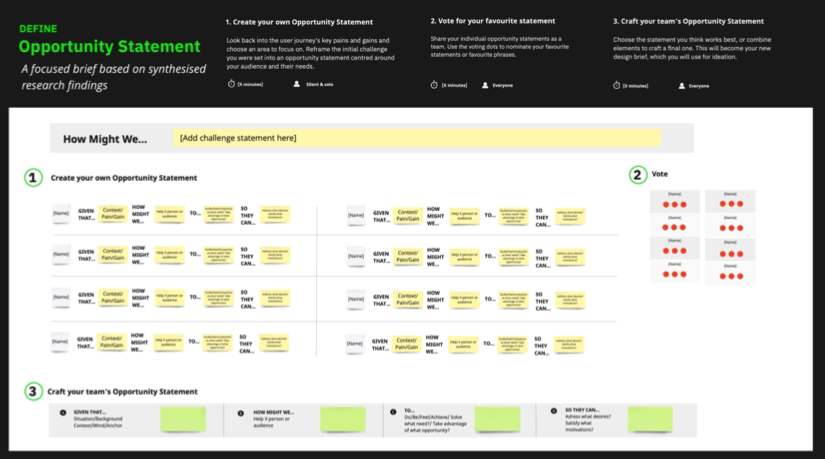 DEFINE
Opportunity Statement
A focused brief based on synthesised
research findings
1. Create your own Opportunity Statement
Look back into the user journey's key pains and gains and
choose an area to focus on. Reframe the initial challenge
you were set into an opportunity statement centred around
your audience and their needs.
[X minutes] Silent & solo
2. Vote for your favourite statement
Share your individual opportunity statements as a
team. Use the voting dots to nominate your favourite
statements or favourite phrases.
[X minutes] Everyone
3. Craft your team's Opportunity Statement
Choose the statement you think works best, or combine
elements to craft a final one. This will become your new
design brief, which you will use for ideation.
[X minutes] Everyone
How Might We... [Add challenge statement here]
1 Create your own Opportunity Statement
[Name] GIVEN THAT... Context/ Pain/Gain HOW MIGHT WE... Help X person or audience TO... SO THEY CAN...
[Name] GIVEN THAT... Context/ Pain/Gain HOW MIGHT WE... Help X person or audience TO... SO THEY CAN...
[Name] GIVEN THAT... Context/ Pain/Gain HOW MIGHT WE... Help X person or audience TO... SO THEY CAN...
[Name] GIVEN THAT... Context/ Pain/Gain HOW MIGHT WE... Help X person or audience TO... SO THEY CAN...
[Name] GIVEN THAT... Context/ Pain/Gain HOW MIGHT WE... Help X person or audience TO... SO THEY CAN...
[Name] GIVEN THAT... Context/ Pain/Gain HOW MIGHT WE... Help X person or audience TO... SO THEY CAN...
[Name] GIVEN THAT... Context/ Pain/Gain HOW MIGHT WE... Help X person or audience TO... SO THEY CAN...
[Name] GIVEN THAT... Context/ Pain/Gain HOW MIGHT WE... Help X person or audience TO... SO THEY CAN...
2 Vote
[Name] [Name]
[Name] [Name]
[Name] [Name]
[Name] [Name]
3 Craft your team's Opportunity Statement
GIVEN THAT...
Situation/Background
Context/Wind/Anchor
HOW MIGHT WE...
Help X person or
audience
TO...
Do/Be/Feel/Achieve/ Solve
what need?/ Take advantage
of what opportunity?
SO THEY CAN...
Adress what desires?
Satisfy what
motivations?